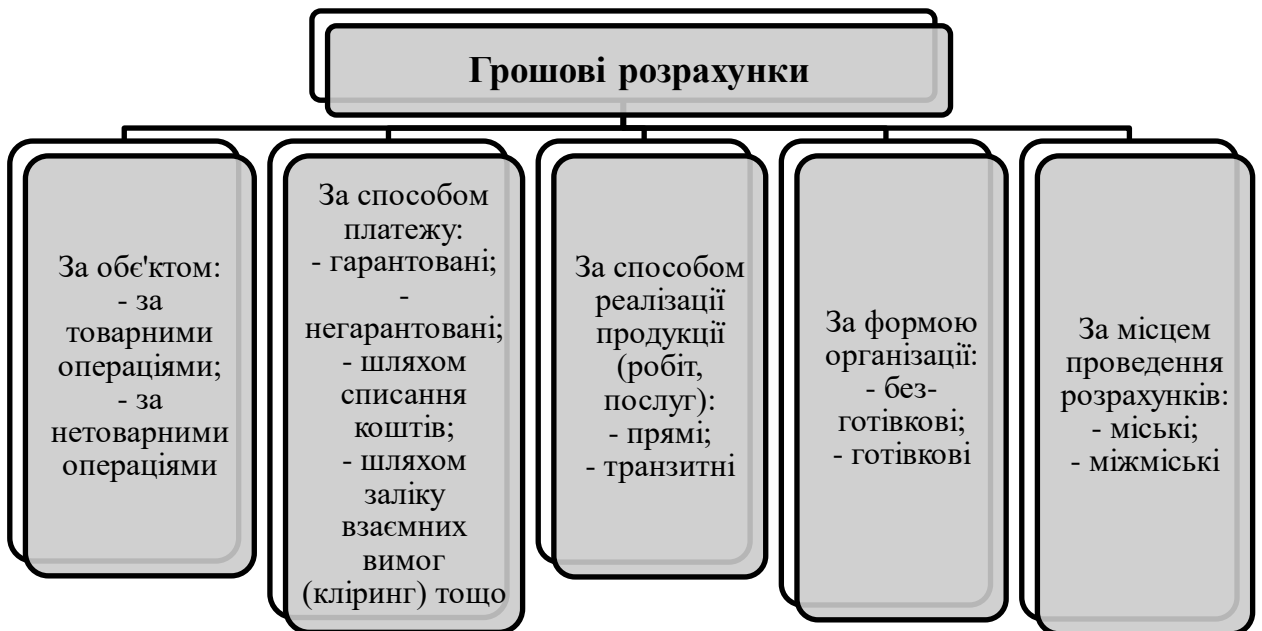 Грошові розрахунки
За обє'ктом:
- за
товарними
операціями;
- за
нетоварними
операціями
За способом
платежу:
- гарантовані;
-
негарантовані;
- шляхом
списання
коштів;
- шляхом
заліку
взаємних
вимог
(кліринг) тощо
За способом
реалізації
продукції
(робіт,
послуг):
- прямі;
- транзитні
За формою
організації:
- без-
готівкові;
- готівкові
За місцем
проведення
розрахунків:
- міські;
- міжміські